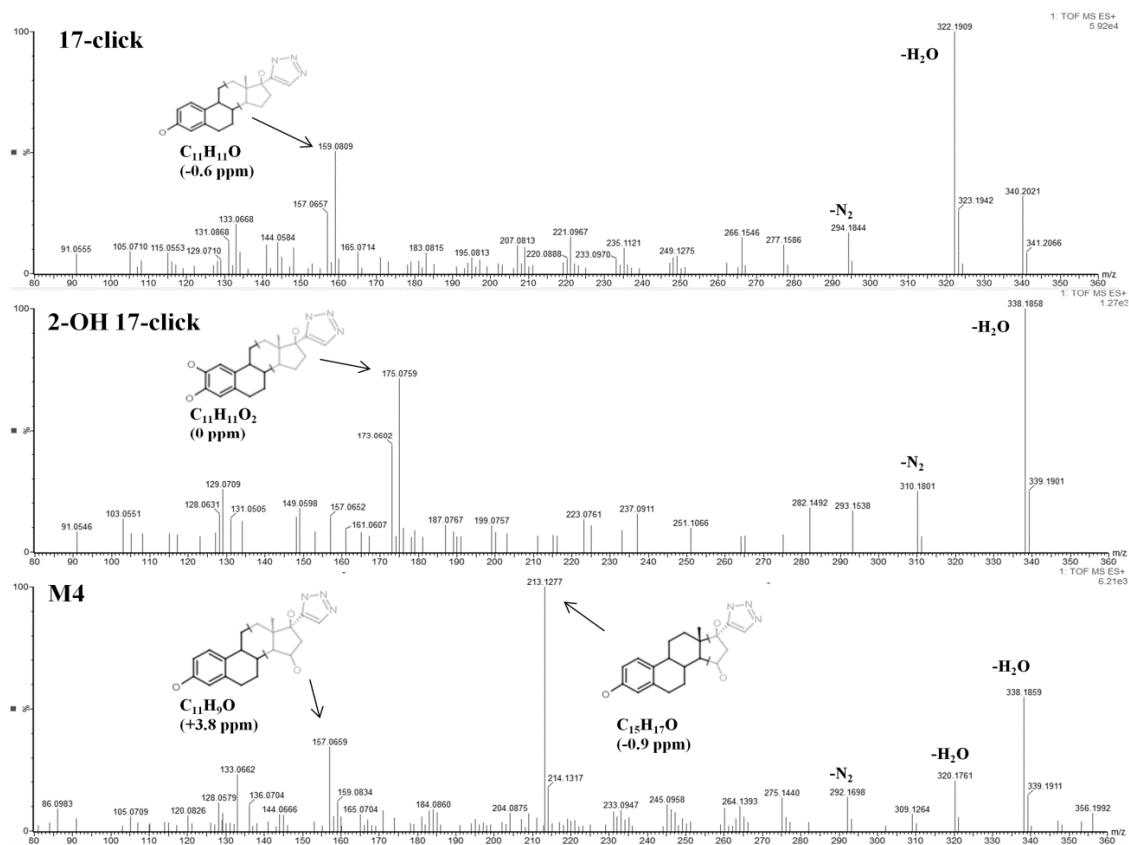 1: TOF MS ES+
5.92e4
17-click
100
322.1909
-H₂O
C₁₁H₁₁O
(-0.6 ppm)
159.0809
%
340.2021
157.0657
323.1942
-N₂
294.1844
133.0668
131.0868
144.0584
91.0555
105.0710
115.0553
129.0710
165.0714
183.0815
195.0813
207.0813
221.0967
220.0888
235.1121
233.0970
249.1275
266.1546
277.1586
341.2066
m/z
80 90 100 110 120 130 140 150 160 170 180 190 200 210 220 230 240 250 260 270 280 290 300 310 320 330 340 350 360
1: TOF MS ES+
2-OH 17-click
100
338.1858
-H₂O
C₁₁H₁₁O₂
(0 ppm)
175.0759
%
173.0602
-N₂
310.1801
339.1901
129.0709
128.0631
131.0505
149.0598
157.0652
161.0607
91.0546
103.0551
187.0767
199.0757
223.0761
237.0911
251.1066
282.1492
293.1538
m/z
80 90 100 110 120 130 140 150 160 170 180 190 200 210 220 230 240 250 260 270 280 290 300 310 320 330 340 350 360
1: TOF MS ES+
6.21e3
M4
100
213.1277
-H₂O
338.1859
C₁₁H₉O
(+3.8 ppm)
C₁₅H₁₇O
(-0.9 ppm)
%
157.0659
-H₂O
320.1761
-N₂
292.1698
133.0662
214.1317
86.0983
105.0709
120.0826
128.0579
136.0704
144.0666
159.0834
165.0704
184.0860
204.0875
233.0947
245.0958
264.1393
275.1440
309.1264
339.1911
356.1992
m/z
80 90 100 110 120 130 140 150 160 170 180 190 200 210 220 230 240 250 260 270 280 290 300 310 320 330 340 350 360